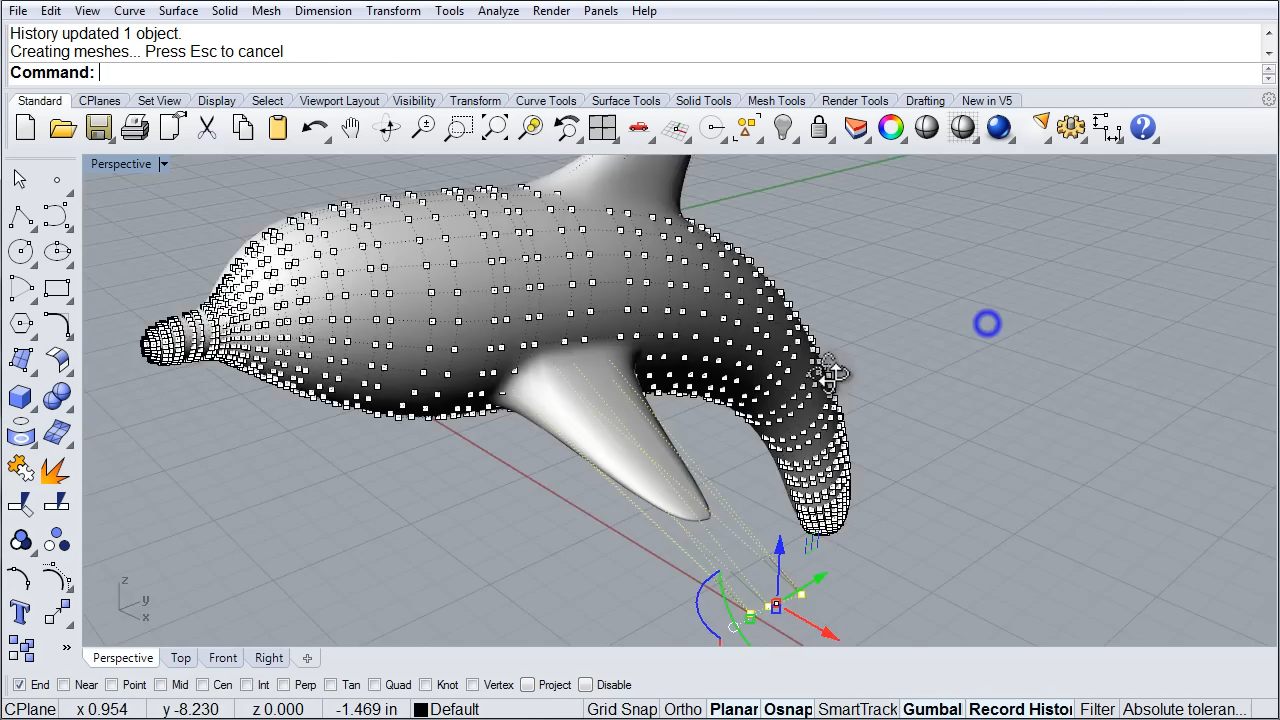 File Edit View Curve Surface Solid Mesh Dimension Transform Tools Analyze Render Panels Help
History updated 1 object.
Creating meshes... Press Esc to cancel
Command:
Standard CPlanes Set View Display Select Viewport Layout Visibility Transform Curve Tools Surface Tools Solid Tools Mesh Tools Render Tools Drafting New in V5
Perspective
z
y
x
Perspective Top Front Right
End Near Point Mid Cen Int Perp Tan Quad Knot Vertex Project Disable
CPlane x 0.954 y -8.230 z 0.000 -1.469 in Default Grid Snap Ortho Planar Osnap SmartTrack Gumbal Record Histo Filter Absolute toleran...